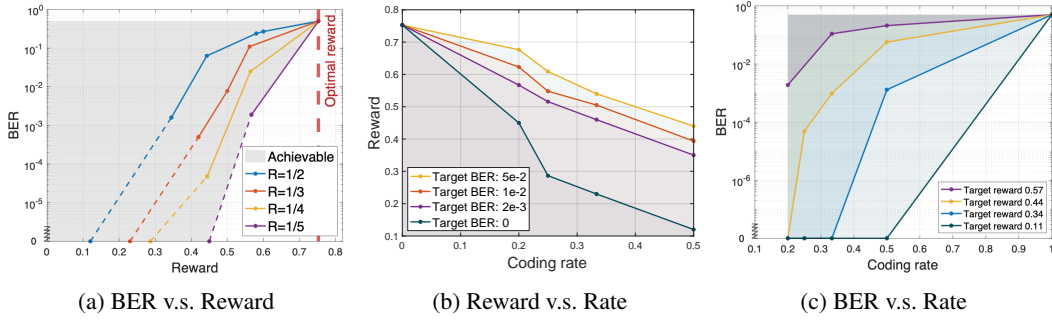 10^0
10^-1
10^-2
10^-3
10^-4
10^-5
0
BER
0 0.1 0.2 0.3 0.4 0.5 0.6 0.7 0.8
Reward
Optimal reward
Achievable
R=1/2
R=1/3
R=1/4
R=1/5
(a) BER v.s. Reward
0.8
0.7
0.6
0.5
0.4
0.3
0.2
0.1
Reward
0 0.1 0.2 0.3 0.4 0.5
Coding rate
Target BER: 5e-2
Target BER: 1e-2
Target BER: 2e-3
Target BER: 0
(b) Reward v.s. Rate
10^0
10^-2
10^-4
10^-6
0
BER
0.1 0.2 0.3 0.4 0.5 0.6 0.7 0.8 0.9
Coding rate
Target reward 0.57
Target reward 0.44
Target reward 0.34
Target reward 0.11
(c) BER v.s. Rate